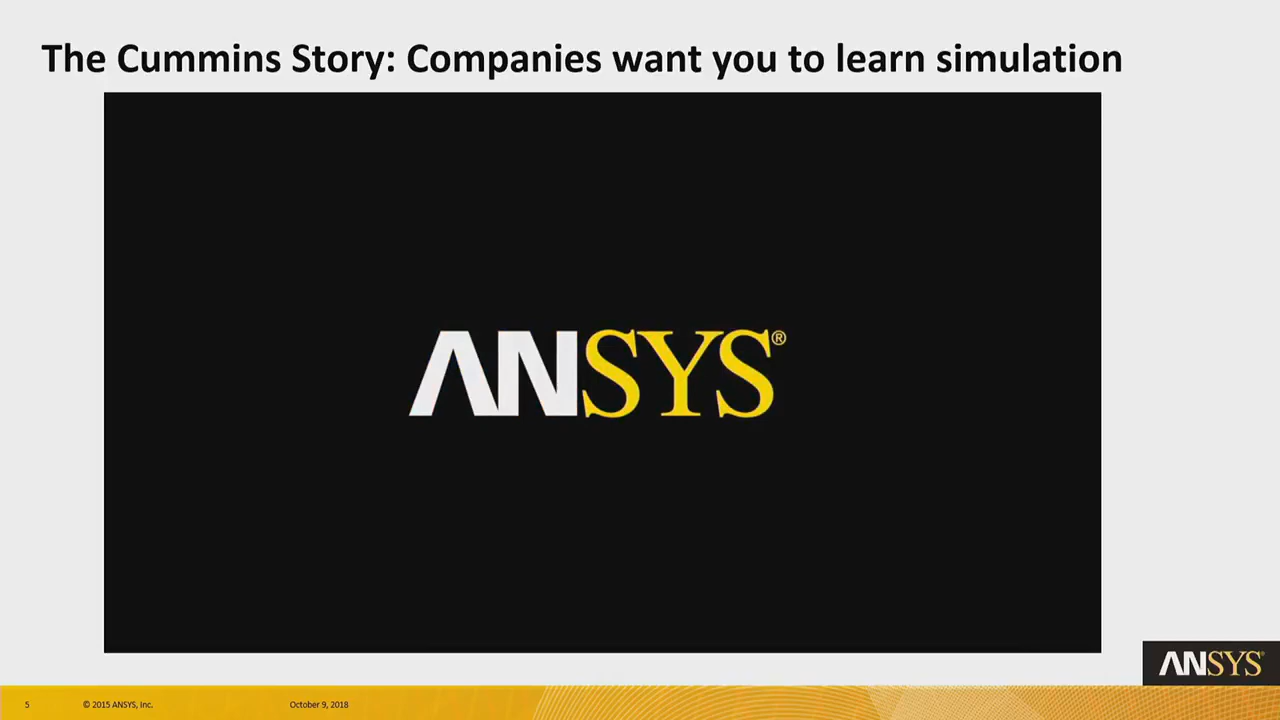 The Cummins Story: Companies want you to learn simulation
ANSYS®
ANSYS®
5 © 2015 ANSYS, Inc. October 9, 2018